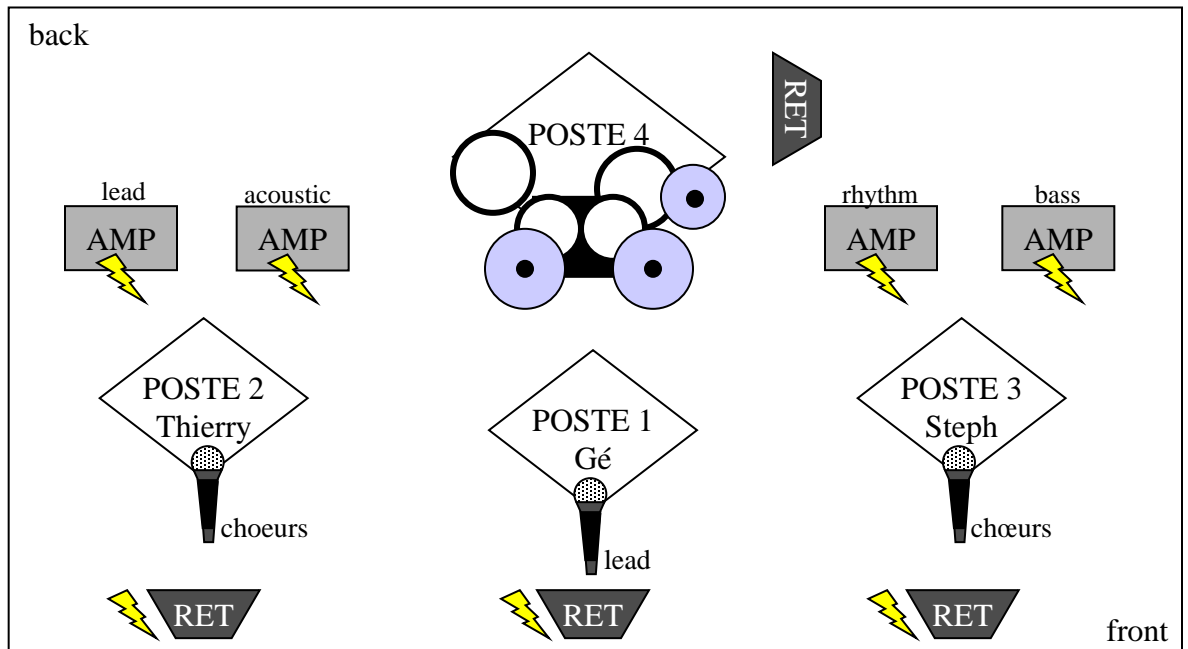 back
RET
POSTE 4
lead
acoustic
rhythm
bass
AMP
AMP
AMP
AMP
POSTE 2
Thierry
POSTE 1
Gé
POSTE 3
Steph
choeurs
lead
chœurs
RET
RET
RET
front